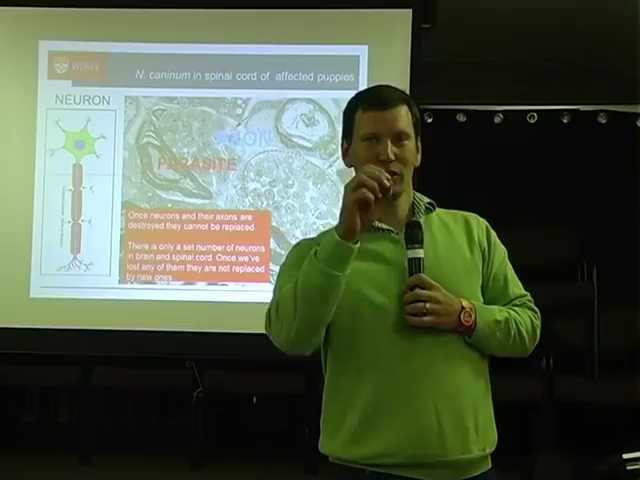 SYDNEY
N. caninum in spinal cord of affected puppies
NEURON
AXON
PARASITE
Once neurons and their axons are
destroyed they cannot be replaced.
There is only a set number of neurons
in brain and spinal cord. Once we've
lost any of them they are not replaced
by new ones.